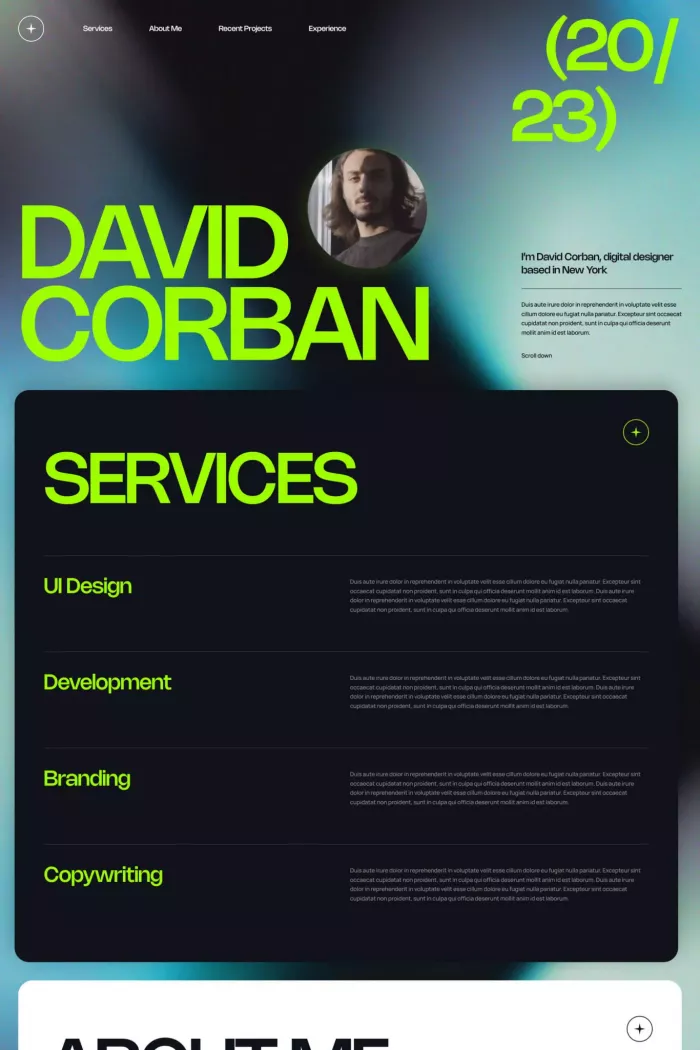 Services
About Me
Recent Projects
Experience
(20/
23)
DAVID
CORBAN
I'm David Corban, digital designer
based in New York
Duis aute irure dolor in reprehenderit in voluptate velit esse
cillum dolore eu fugiat nulla pariatur. Excepteur sint occaecat
cupidatat non proident, sunt in culpa qui officia deserunt
mollit anim id est laborum.
Scroll down
SERVICES
UI Design
Duis aute irure dolor in reprehenderit in voluptate velit esse cillum dolore eu fugiat nulla pariatur. Excepteur sint
occaecat cupidatat non proident, sunt in culpa qui officia deserunt mollit anim id est laborum. Duis aute irure
dolor in reprehenderit in voluptate velit esse cillum dolore eu fugiat nulla pariatur. Excepteur sint occaecat
cupidatat non proident, sunt in culpa qui officia deserunt mollit anim id est laborum.
Development
Duis aute irure dolor in reprehenderit in voluptate velit esse cillum dolore eu fugiat nulla pariatur. Excepteur sint
occaecat cupidatat non proident, sunt in culpa qui officia deserunt mollit anim id est laborum. Duis aute irure
dolor in reprehenderit in voluptate velit esse cillum dolore eu fugiat nulla pariatur. Excepteur sint occaecat
cupidatat non proident, sunt in culpa qui officia deserunt mollit anim id est laborum.
Branding
Duis aute irure dolor in reprehenderit in voluptate velit esse cillum dolore eu fugiat nulla pariatur. Excepteur sint
occaecat cupidatat non proident, sunt in culpa qui officia deserunt mollit anim id est laborum. Duis aute irure
dolor in reprehenderit in voluptate velit esse cillum dolore eu fugiat nulla pariatur. Excepteur sint occaecat
cupidatat non proident, sunt in culpa qui officia deserunt mollit anim id est laborum.
Copywriting
Duis aute irure dolor in reprehenderit in voluptate velit esse cillum dolore eu fugiat nulla pariatur. Excepteur sint
occaecat cupidatat non proident, sunt in culpa qui officia deserunt mollit anim id est laborum. Duis aute irure
dolor in reprehenderit in voluptate velit esse cillum dolore eu fugiat nulla pariatur. Excepteur sint occaecat
cupidatat non proident, sunt in culpa qui officia deserunt mollit anim id est laborum.
ABOUT ME